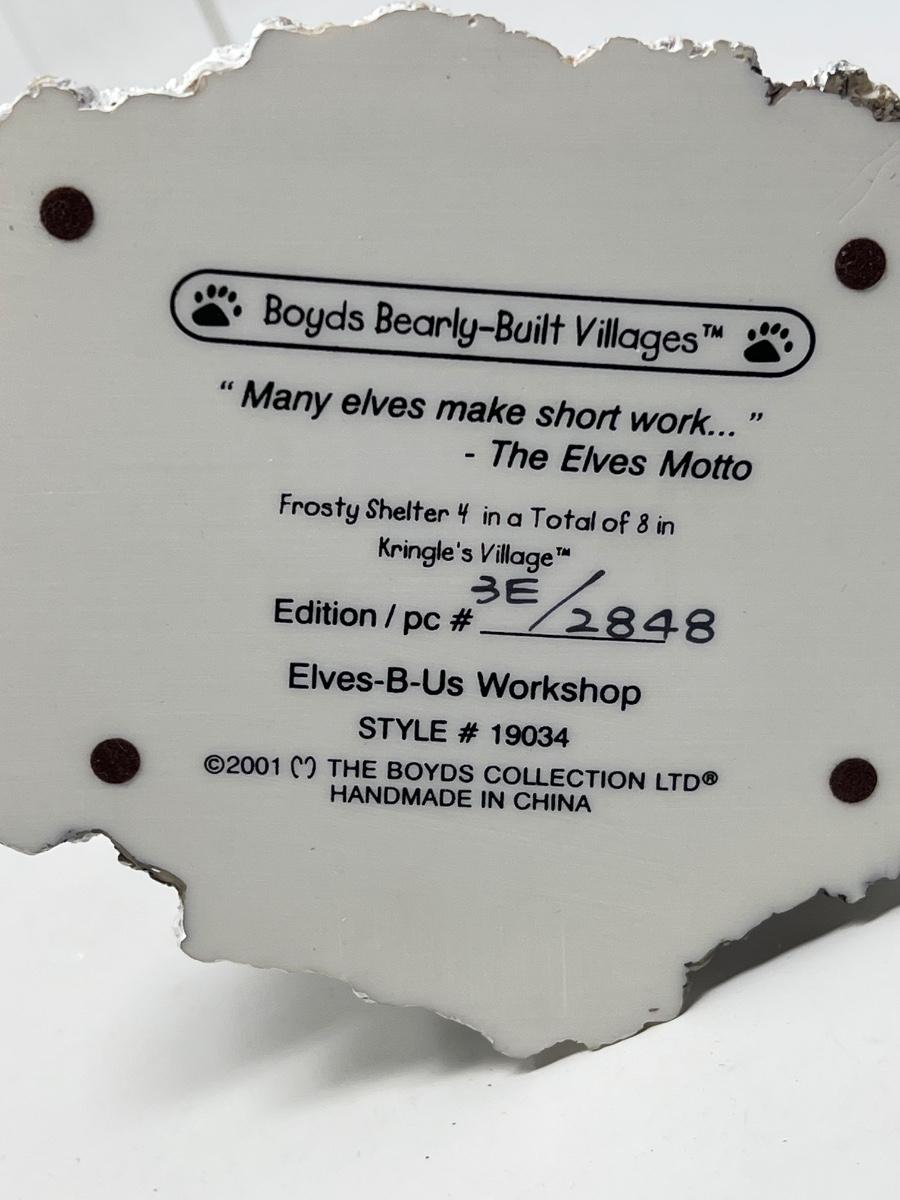 Boyds Bearly-Built Villages™
“Many elves make short work...”
- The Elves Motto
Frosty Shelter 4 in a Total of 8 in
Kringle's Village™
Edition / pc # 3E/2848
Elves-B-Us Workshop
STYLE # 19034
©2001 THE BOYDS COLLECTION LTD®
HANDMADE IN CHINA